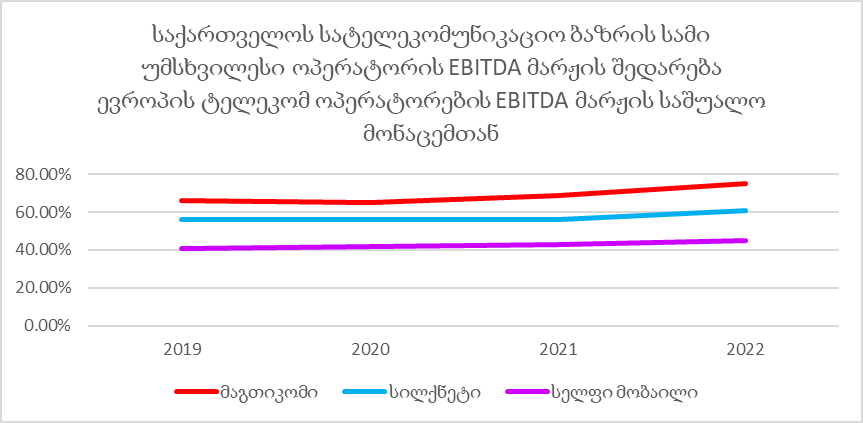 საქართველოს სატელეკომუნიკაციო ბაზრის სამი
უმსხვილესი ოპერატორის EBITDA მარჟის შედარება
ევროპის ტელეკომ ოპერატორების EBITDA მარჟის საშუალო
მონაცემთან
80.00%
60.00%
40.00%
20.00%
0.00%
2019 2020 2021 2022
მაგთიკომი სილქნეტი სელფი მობაილი